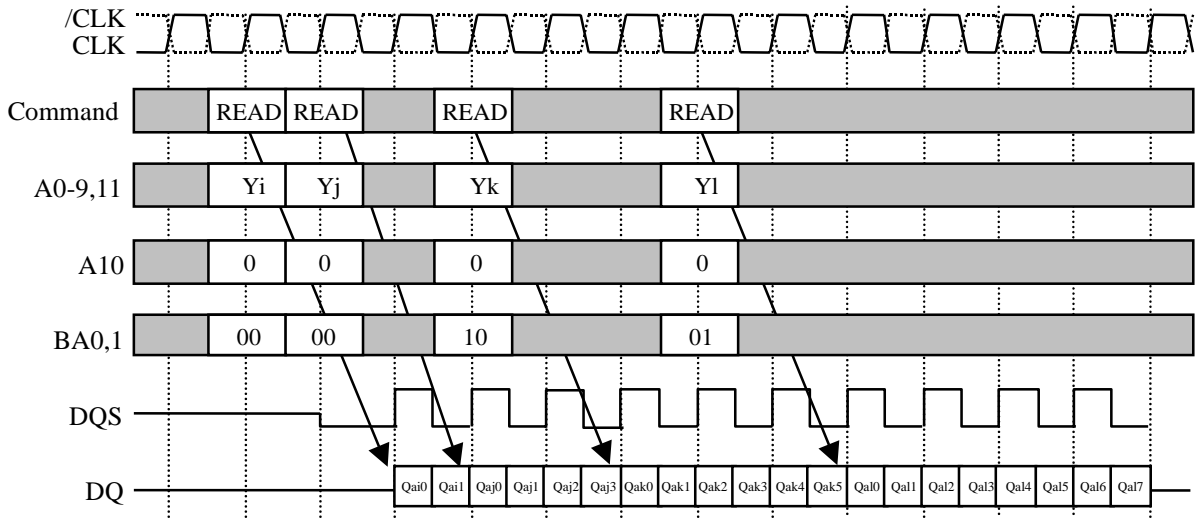 /CLK
CLK
Command READ READ READ READ
A0-9,11 Yi Yj Yk Yl
A10 0 0 0 0
BA0,1 00 00 10 01
DQS
DQ Qai0 Qai1 Qaj0 Qaj1 Qaj2 Qaj3 Qak0 Qak1 Qak2 Qak3 Qak4 Qak5 Qal0 Qal1 Qal2 Qal3 Qal4 Qal5 Qal6 Qal7